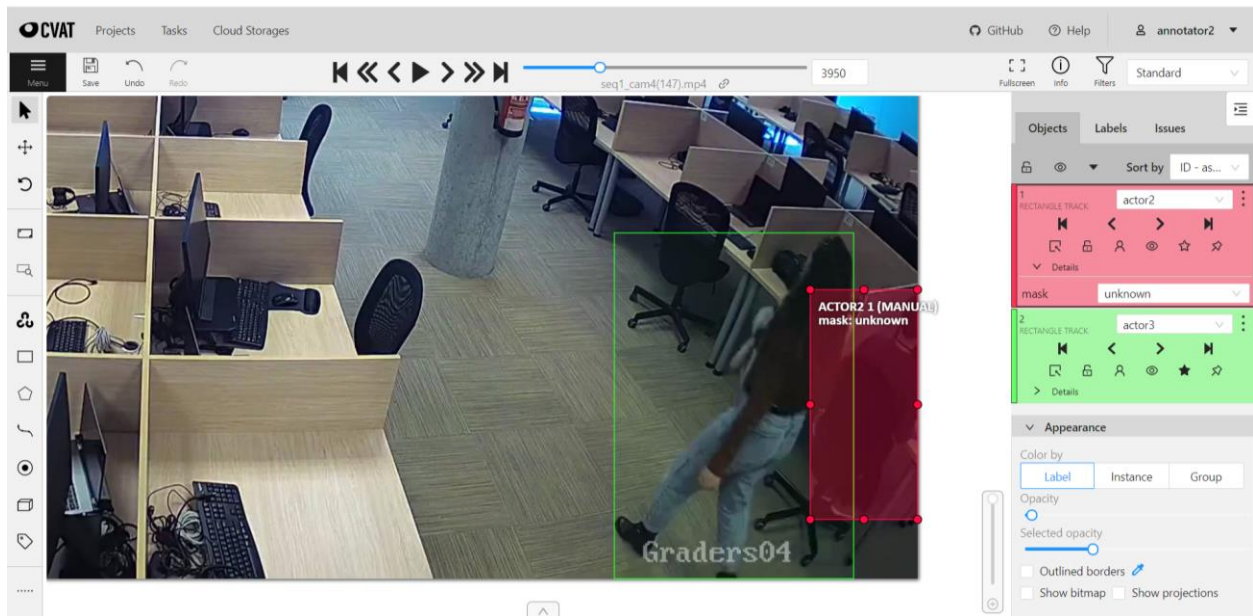 CVAT Projects Tasks Cloud Storages GitHub Help annotator2
Menu Save Undo Redo seq1_cam4(147).mp4 3950 Fullscreen Info Filters Standard
Objects Labels Issues
Sort by ID - as...
1 actor2
RECTANGLE TRACK
Details
mask unknown
2 actor3
RECTANGLE TRACK
Details
ACTOR2 1 (MANUAL)
mask: unknown
Graders04
Appearance
Color by
Label Instance Group
Opacity
Selected opacity
Outlined borders
Show bitmap Show projections